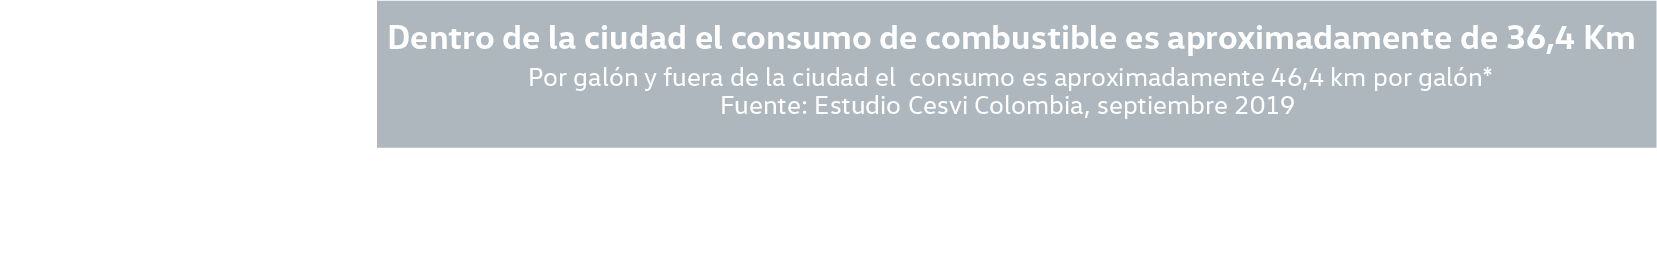 Dentro de la ciudad el consumo de combustible es aproximadamente de 36,4 Km
Por galón y fuera de la ciudad el  consumo es aproximadamente 46,4 km por galón*
Fuente: Estudio Cesvi Colombia, septiembre 2019